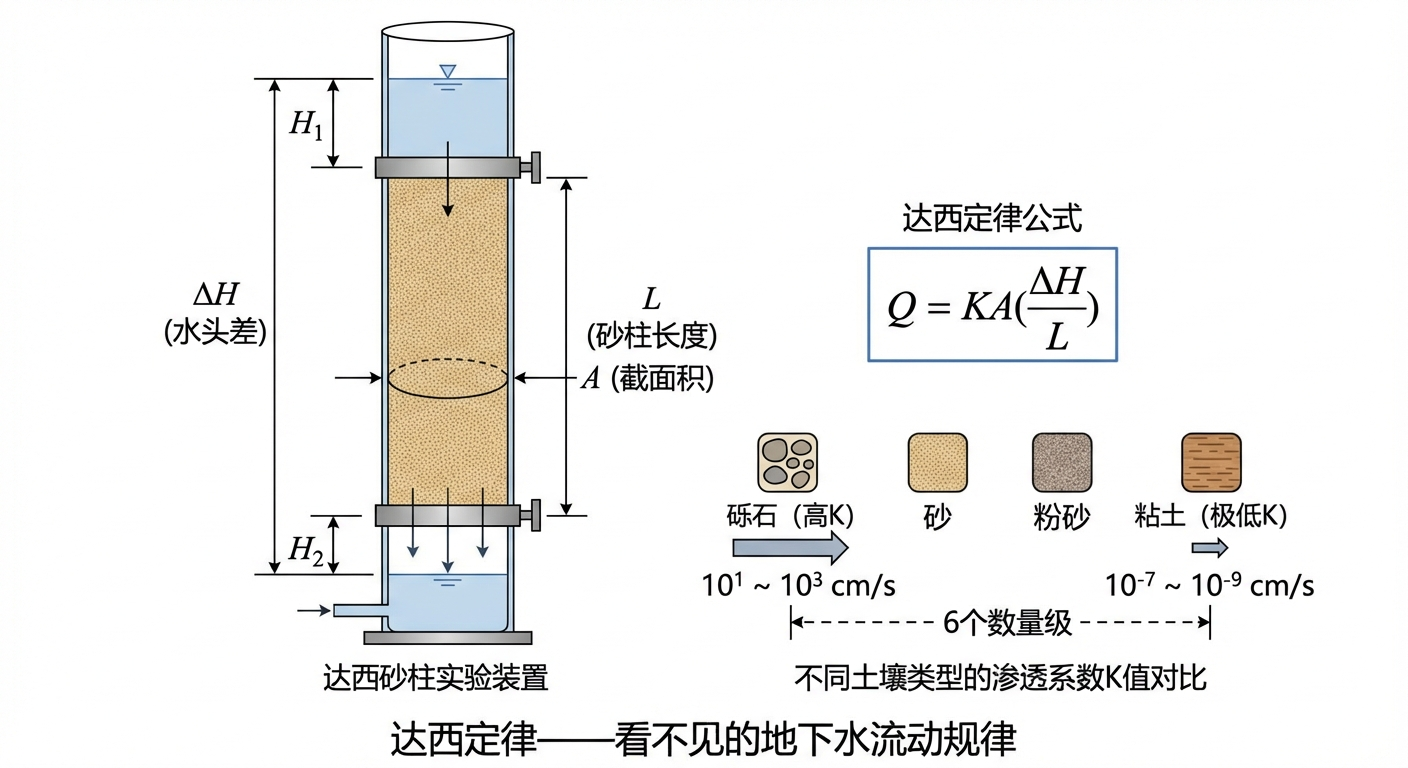 H₁
ΔH
(水头差)
L
(砂柱长度)
A (截面积)
H₂
达西砂柱实验装置
达西定律公式
Q = KA(ΔH/L)
砾石（高K）
砂
粉砂
粘土（极低K）
10¹ ~ 10³ cm/s
10⁻⁷ ~ 10⁻⁹ cm/s
6个数量级
不同土壤类型的渗透系数K值对比
达西定律——看不见的地下水流动规律